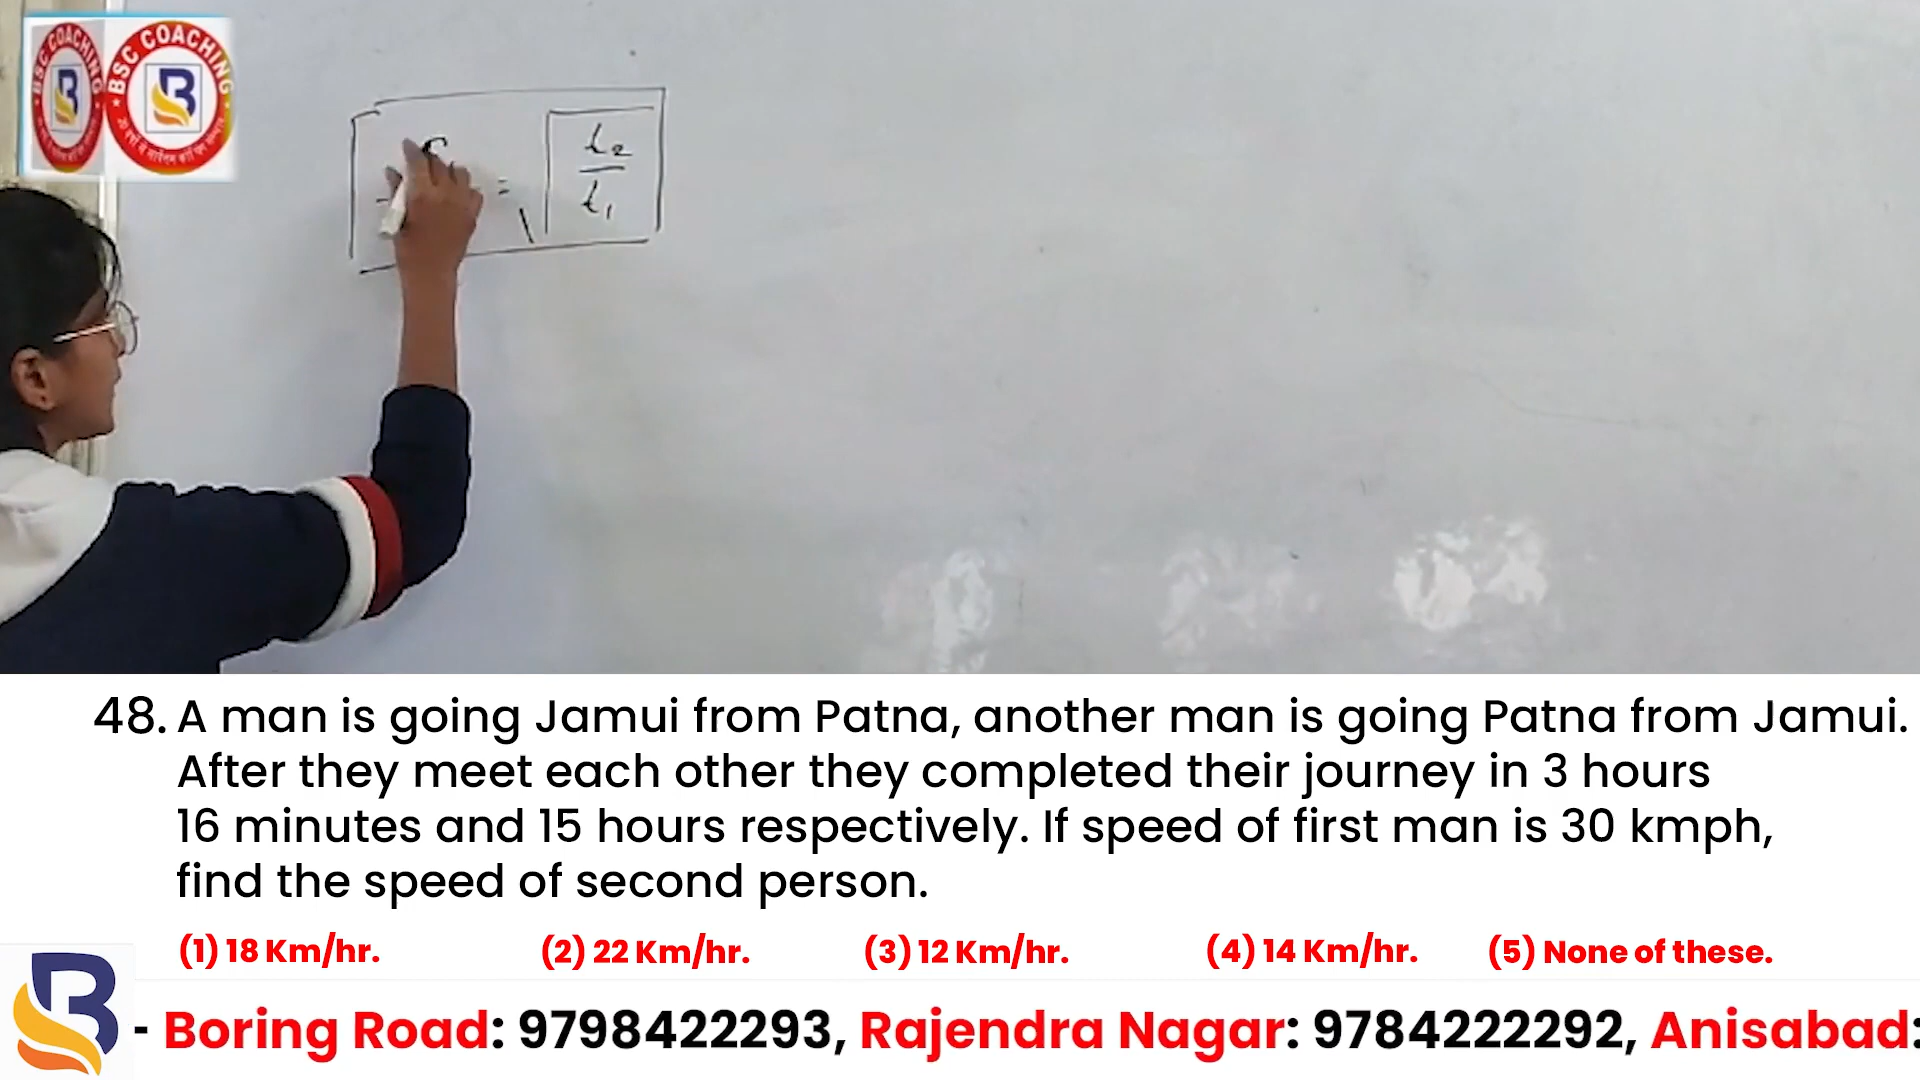 BSC COACHING
BSC COACHING
S
= √ t₂
t₁
48. A man is going Jamui from Patna, another man is going Patna from Jamui.
After they meet each other they completed their journey in 3 hours
16 minutes and 15 hours respectively. If speed of first man is 30 kmph,
find the speed of second person.
(1) 18 Km/hr. (2) 22 Km/hr. (3) 12 Km/hr. (4) 14 Km/hr. (5) None of these.
- Boring Road: 9798422293, Rajendra Nagar: 9784222292, Anisabad: